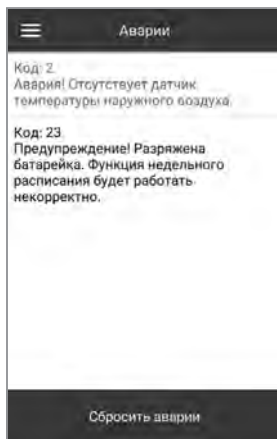 Аварии
Код: 2
Авария! Отсутствует датчик
температуры наружного воздуха.
Код: 23
Предупреждение! Разряжена
батарейка. Функция недельного
расписания будет работать
некорректно.
Сбросить аварии